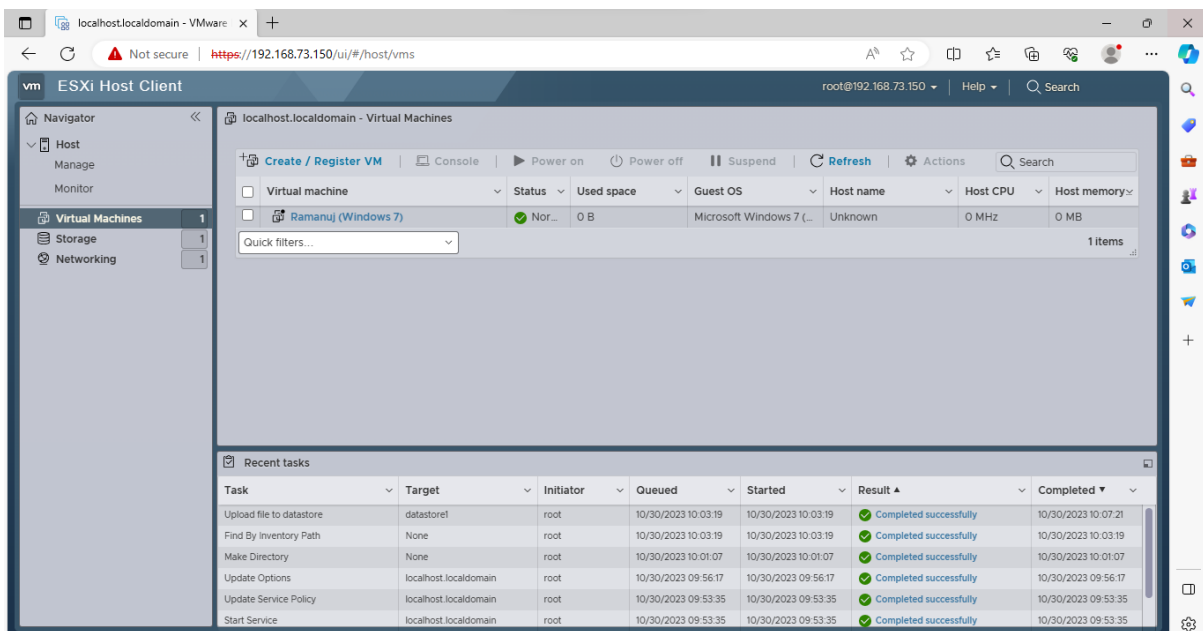 localhost.localdomain - VMware
Not secure https://192.168.73.150/ui/#/host/vms
vm ESXi Host Client root@192.168.73.150 Help Search
Navigator
Host
Manage
Monitor
Virtual Machines 1
Storage 1
Networking 1
localhost.localdomain - Virtual Machines
Create / Register VM Console Power on Power off Suspend Refresh Actions Search
Virtual machine Status Used space Guest OS Host name Host CPU Host memory
Ramanuj (Windows 7) Nor... 0 B Microsoft Windows 7 (... Unknown 0 MHz 0 MB
Quick filters... 1 items
Recent tasks
Task Target Initiator Queued Started Result Completed
Upload file to datastore datastore1 root 10/30/2023 10:03:19 10/30/2023 10:03:19 Completed successfully 10/30/2023 10:07:21
Find By Inventory Path None root 10/30/2023 10:03:19 10/30/2023 10:03:19 Completed successfully 10/30/2023 10:03:19
Make Directory None root 10/30/2023 10:01:07 10/30/2023 10:01:07 Completed successfully 10/30/2023 10:01:07
Update Options localhost.localdomain root 10/30/2023 09:56:17 10/30/2023 09:56:17 Completed successfully 10/30/2023 09:56:17
Update Service Policy localhost.localdomain root 10/30/2023 09:53:35 10/30/2023 09:53:35 Completed successfully 10/30/2023 09:53:35
Start Service localhost.localdomain root 10/30/2023 09:53:35 10/30/2023 09:53:35 Completed successfully 10/30/2023 09:53:35